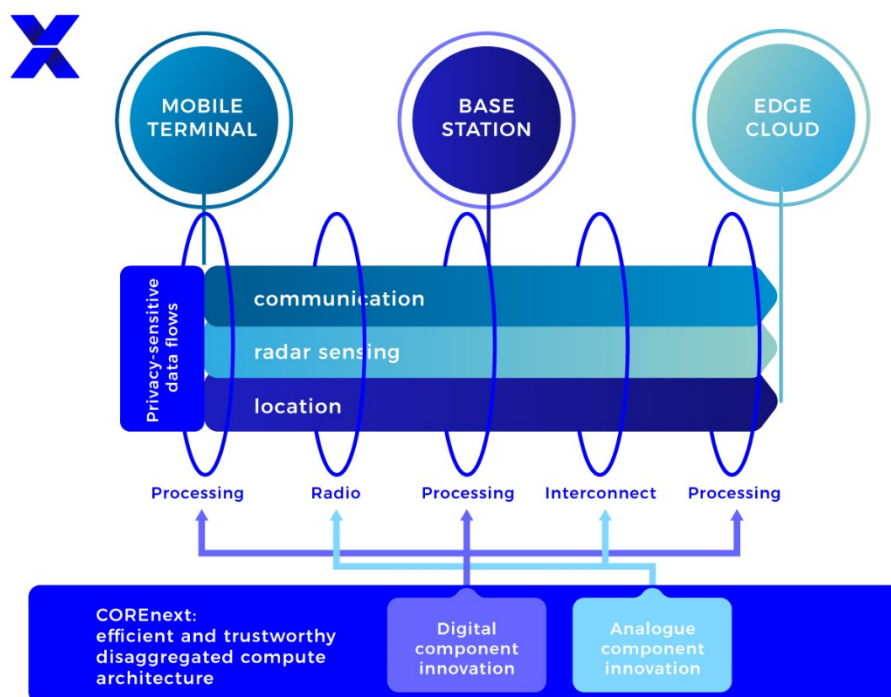 MOBILE
TERMINAL
BASE
STATION
EDGE
CLOUD
Privacy-sensitive
data flows
communication
radar sensing
location
Processing
Radio
Processing
Interconnect
Processing
COREnext:
efficient and trustworthy
disaggregated compute
architecture
Digital
component
innovation
Analogue
component
innovation